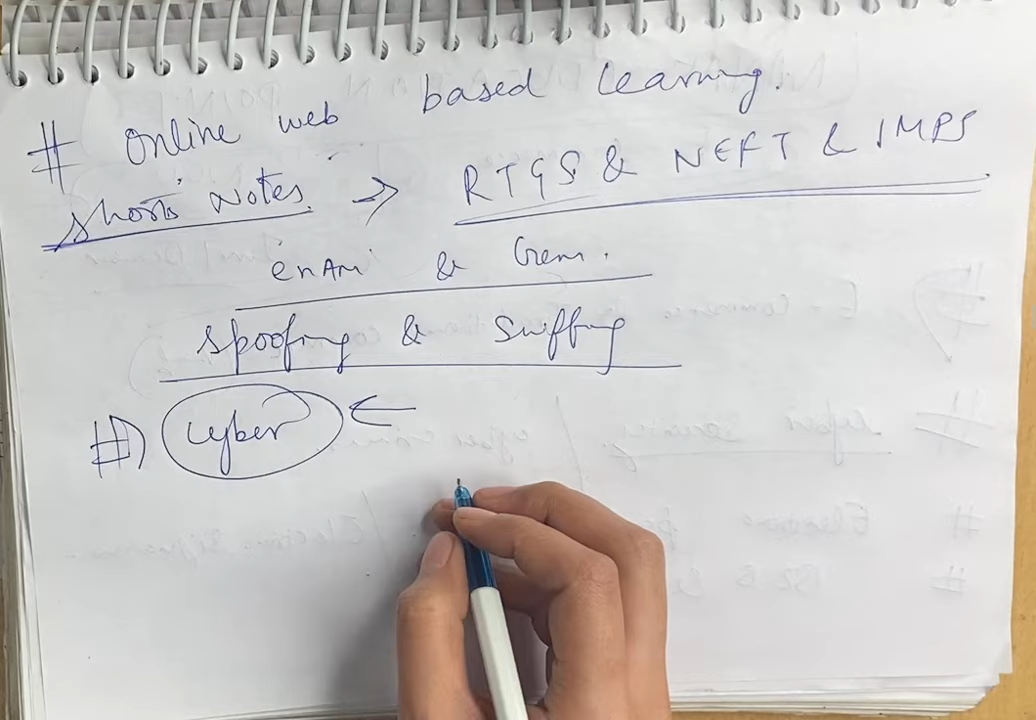 # Online web based learning.
Shorts Notes. → RTGS & NEFT & IMPS
enAM & Gem.
Spoofing & Sniffing
#) Cyber ←